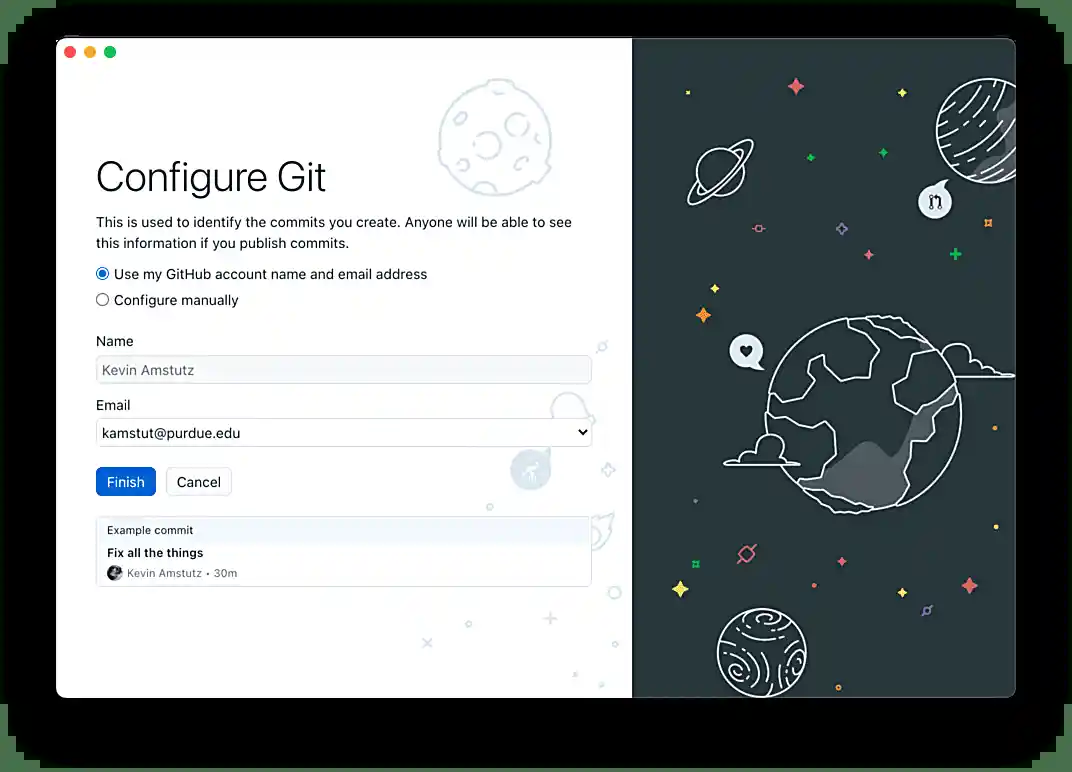 Configure Git
This is used to identify the commits you create. Anyone will be able to see
this information if you publish commits.
Use my GitHub account name and email address
Configure manually
Name
Kevin Amstutz
Email
kamstut@purdue.edu
Finish Cancel
Example commit
Fix all the things
Kevin Amstutz • 30m